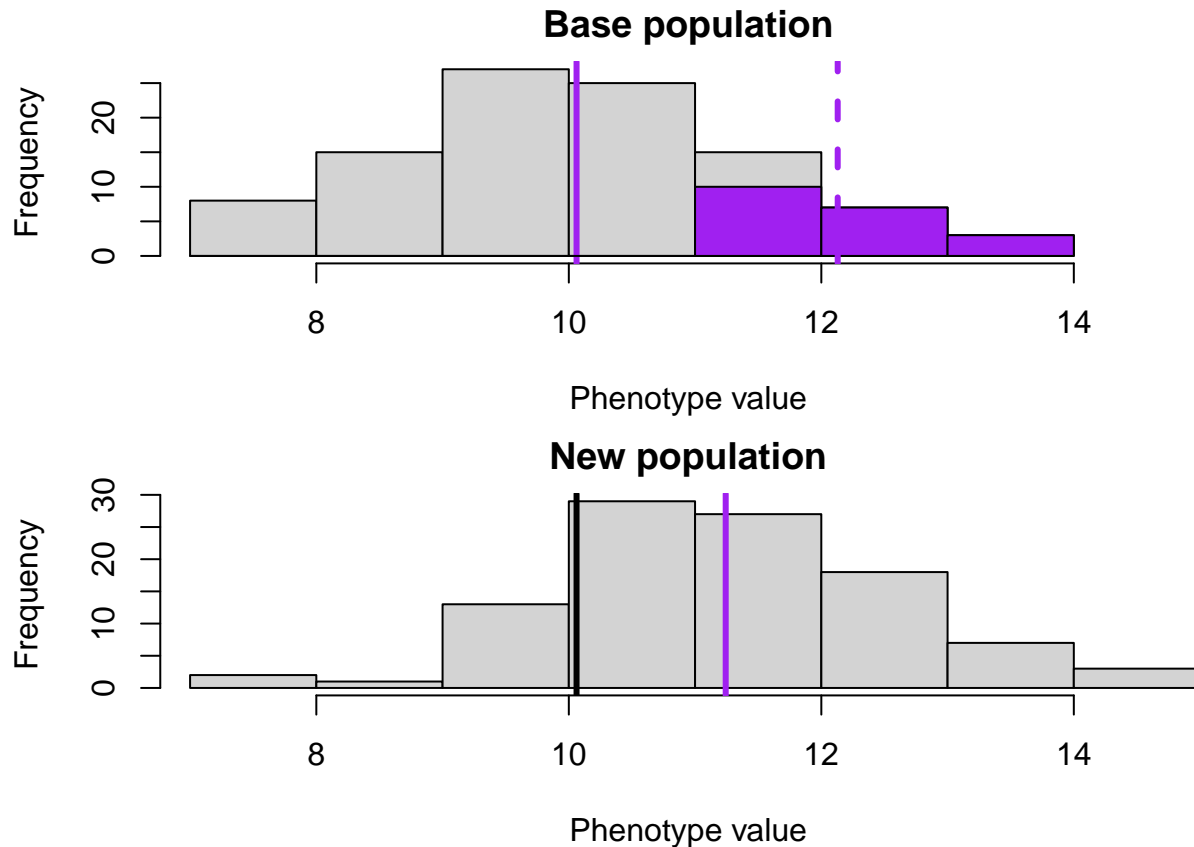 Base population
Frequency
0
10
20
8 10 12 14
Phenotype value
New population
Frequency
0
10
20
30
8 10 12 14
Phenotype value